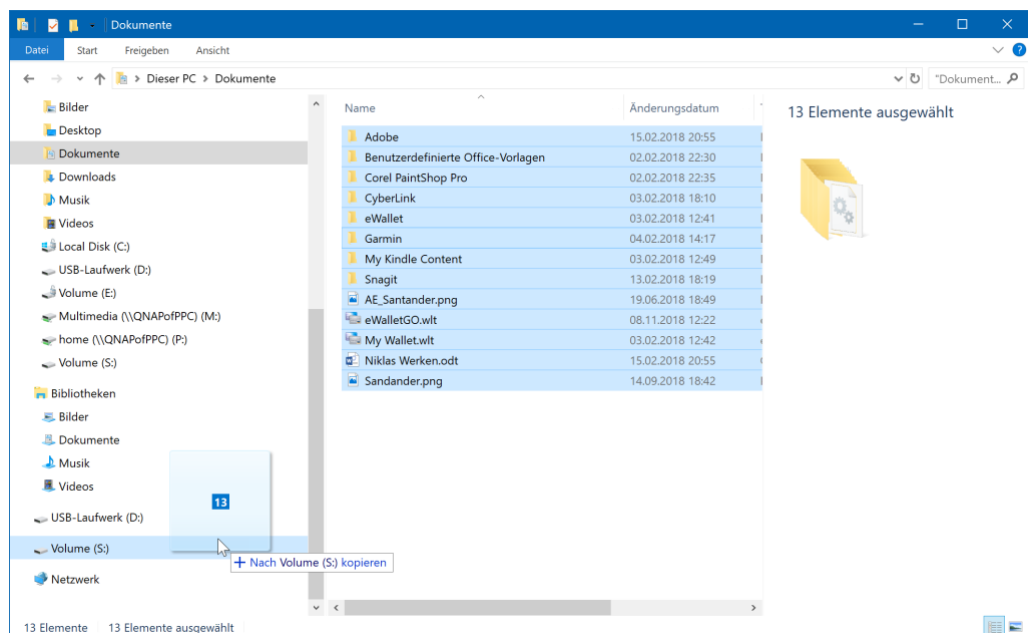 Dokumente
Datei Start Freigeben Ansicht
Dieser PC > Dokumente "Dokument...
Bilder
Desktop
Dokumente
Downloads
Musik
Videos
Local Disk (C:)
USB-Laufwerk (D:)
Volume (E:)
Multimedia (\\QNAPofPPC) (M:)
home (\\QNAPofPPC) (P:)
Volume (S:)
Bibliotheken
Bilder
Dokumente
Musik
Videos
USB-Laufwerk (D:)
Volume (S:)
Netzwerk
Name Änderungsdatum
Adobe 15.02.2018 20:55
Benutzerdefinierte Office-Vorlagen 02.02.2018 22:30
Corel PaintShop Pro 02.02.2018 22:35
CyberLink 03.02.2018 18:10
eWallet 03.02.2018 12:41
Garmin 04.02.2018 14:17
My Kindle Content 03.02.2018 12:49
Snagit 13.02.2018 18:19
AE_Santander.png 19.06.2018 18:49
eWalletGO.wlt 08.11.2018 12:22
My Wallet.wlt 03.02.2018 12:42
Niklas Werken.odt 15.02.2018 20:55
Sandander.png 14.09.2018 18:42
13 Elemente ausgewählt
13
+ Nach Volume (S:) kopieren
13 Elemente 13 Elemente ausgewählt